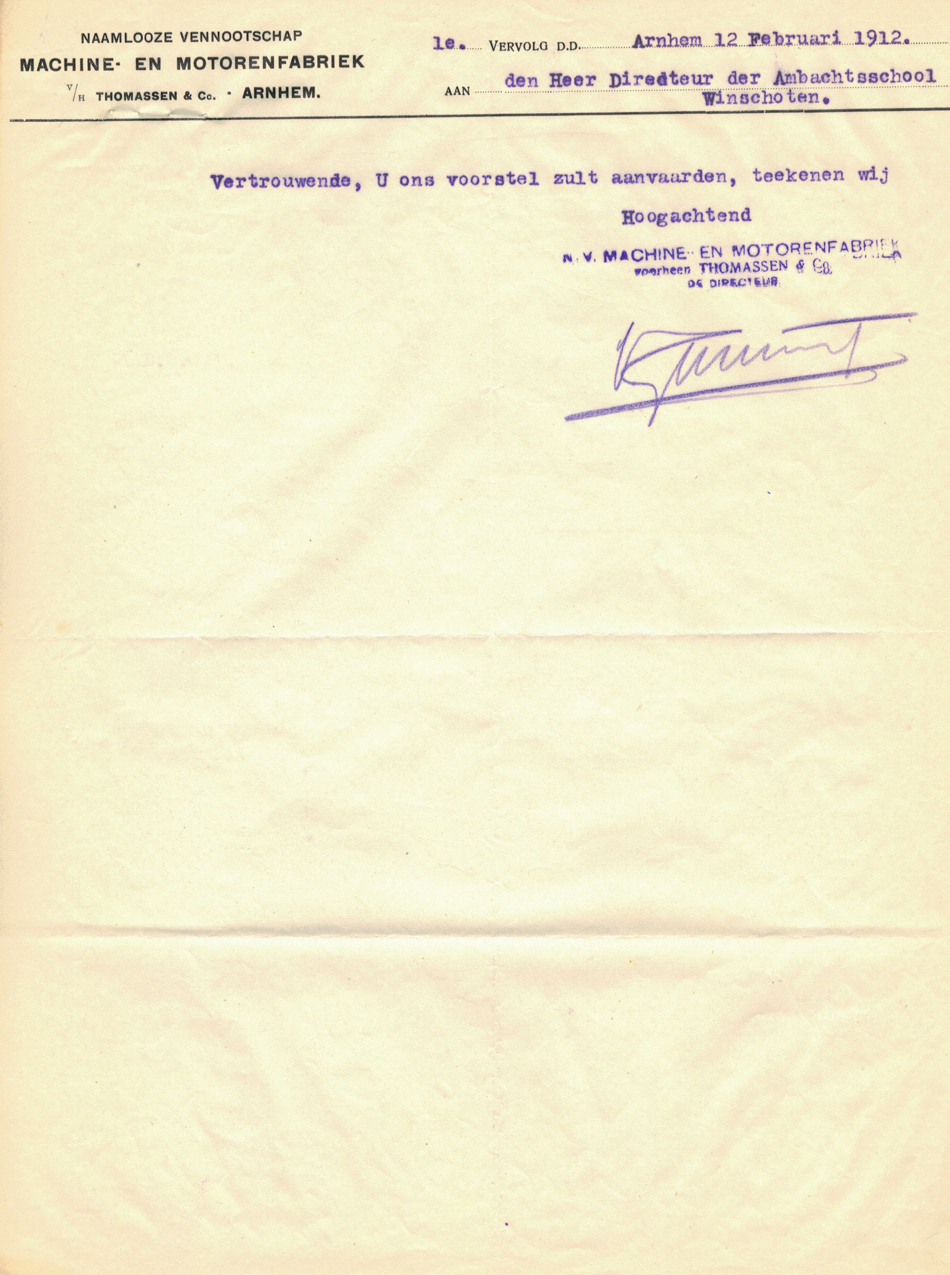 NAAMLOOZE VENNOOTSCHAP
MACHINE- EN MOTORENFABRIEK
V/H THOMASSEN & Co. · ARNHEM.
1e. VERVOLG D.D. Arnhem 12 Februari 1912.
AAN den Heer Diredteur der Ambachtsschool
Winschoten.
Vertrouwende, U ons voorstel zult aanvaarden, teekenen wij
Hoogachtend
N.V. MACHINE- EN MOTORENFABRIEK
voorheen THOMASSEN & Co.
DE DIRECTEUR